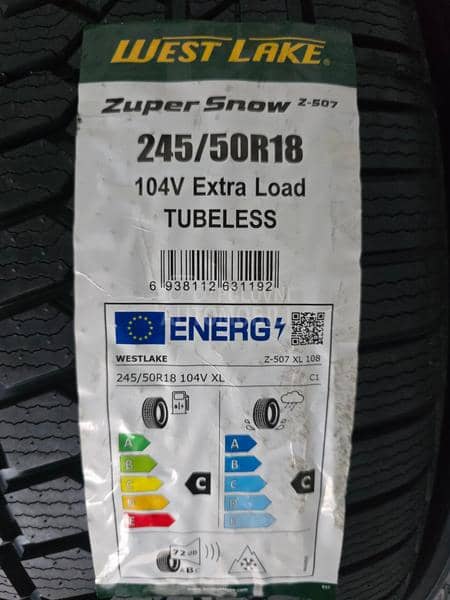 WEST LAKE®
Zuper Snow Z-507
245/50R18
104V Extra Load
TUBELESS
6 938112 631192
ENERG
WESTLAKE Z-507 XL 108
245/50R18 104V XL C1
A A
B B
C C C C
D D
E E
72 dB
ABC